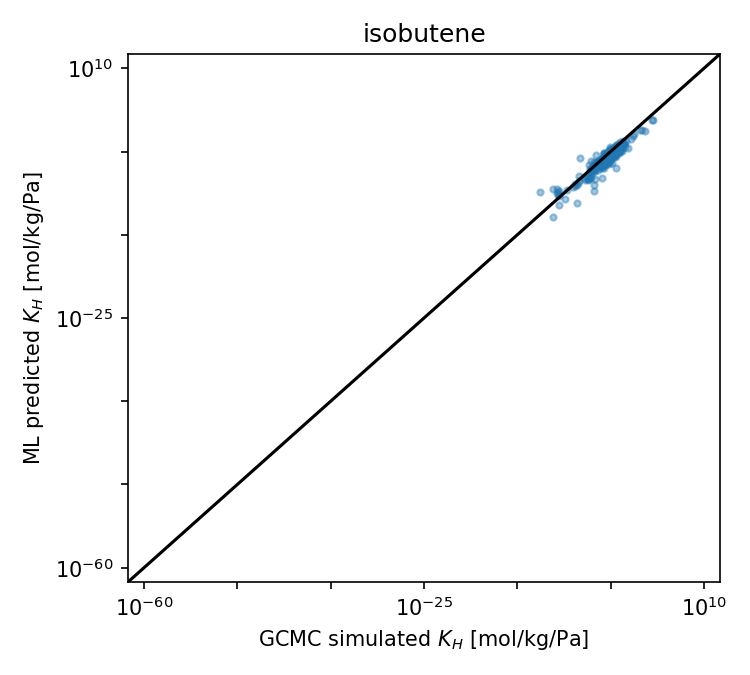 isobutene
10^10
10^−25
10^−60
ML predicted K_H [mol/kg/Pa]
10^−60 10^−25 10^10
GCMC simulated K_H [mol/kg/Pa]